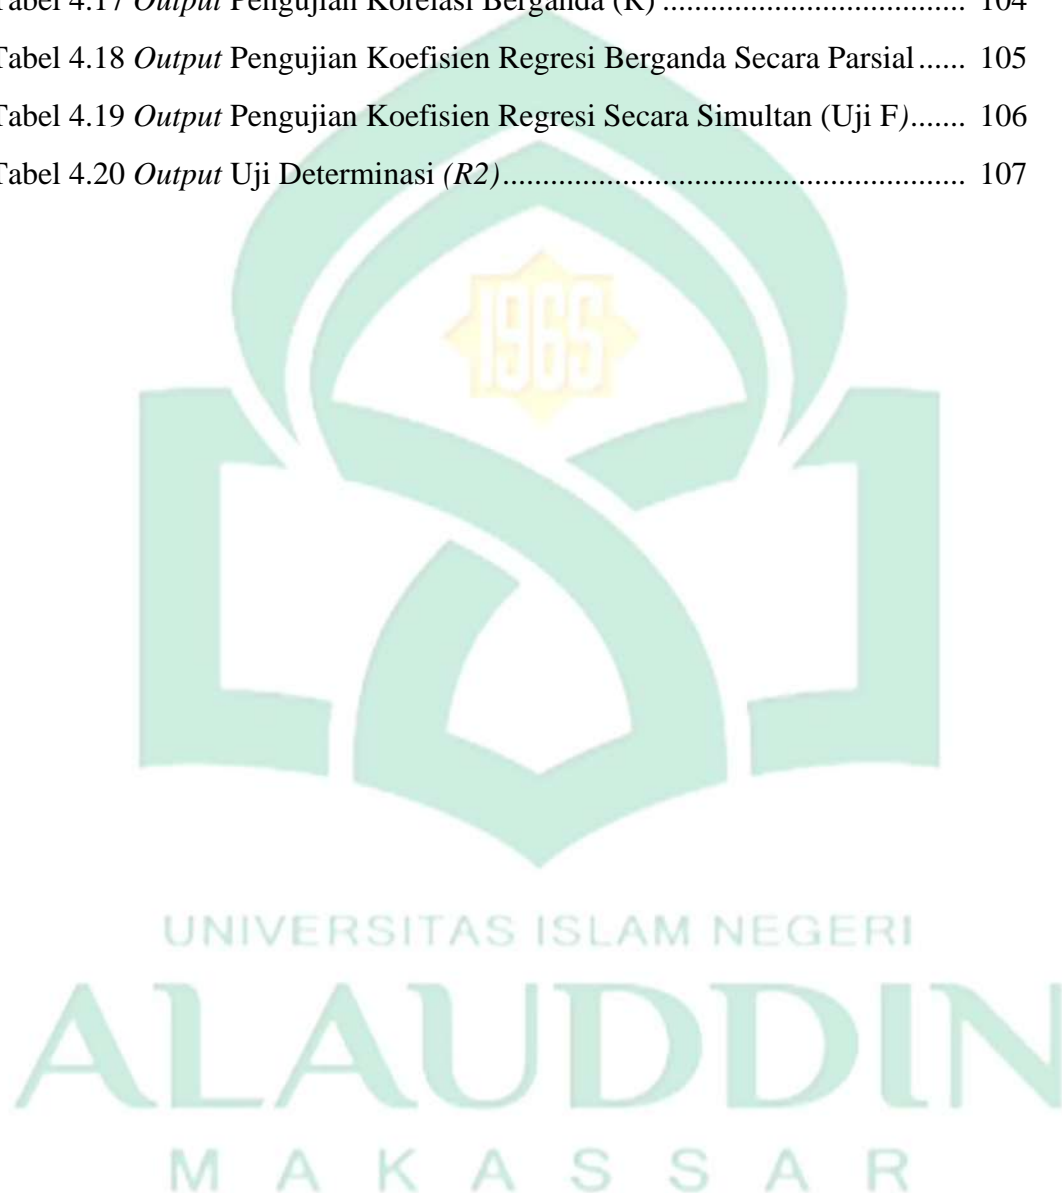 Tabel 4.17 Output Pengujian Korelasi Berganda (R) ...................................... 104
Tabel 4.18 Output Pengujian Koefisien Regresi Berganda Secara Parsial ...... 105
Tabel 4.19 Output Pengujian Koefisien Regresi Secara Simultan (Uji F)....... 106
Tabel 4.20 Output Uji Determinasi (R2).......................................................... 107
1965
UNIVERSITAS ISLAM NEGERI
ALAUDDIN
MAKASSAR